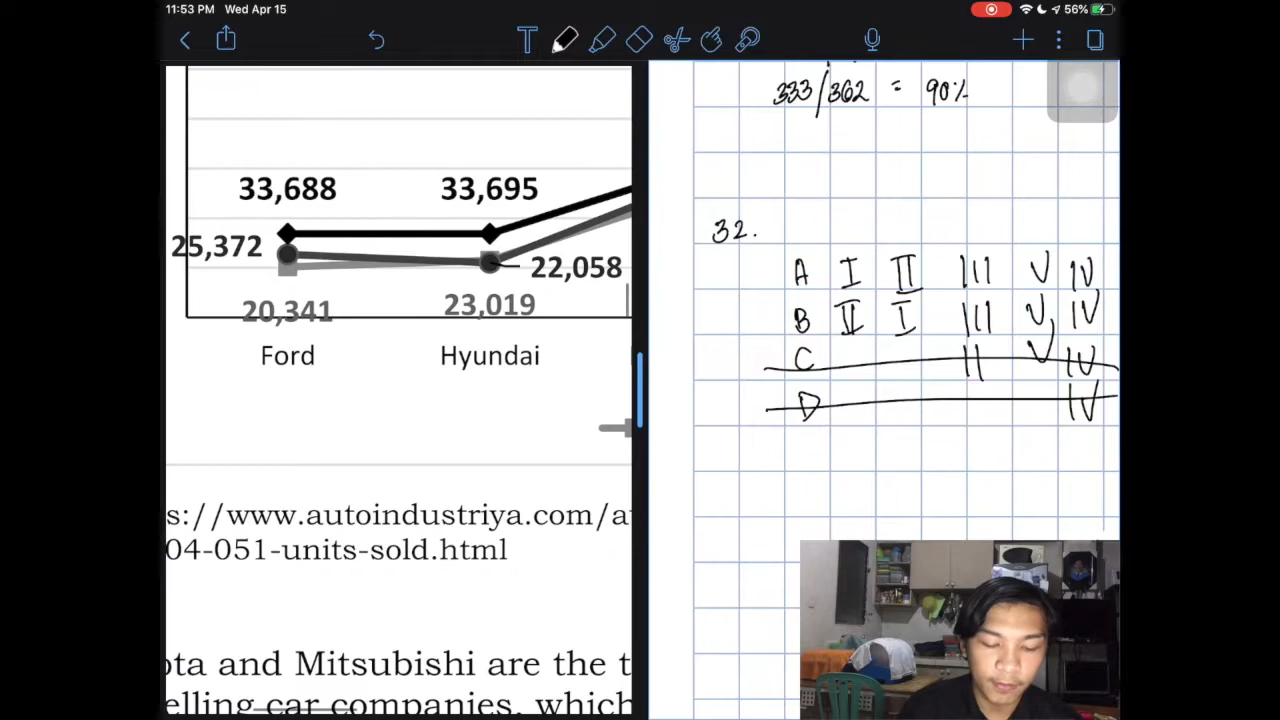 11:53 PM Wed Apr 15
56%
T
333/362 = 90%
33,688 33,695
25,372
22,058
20,341 23,019
Ford Hyundai
32.
A I II III V IV
B II I III V IV
C II V IV
D IV
s://www.autoindustriya.com/au
04-051-units-sold.html
ota and Mitsubishi are the t
elling car companies, which